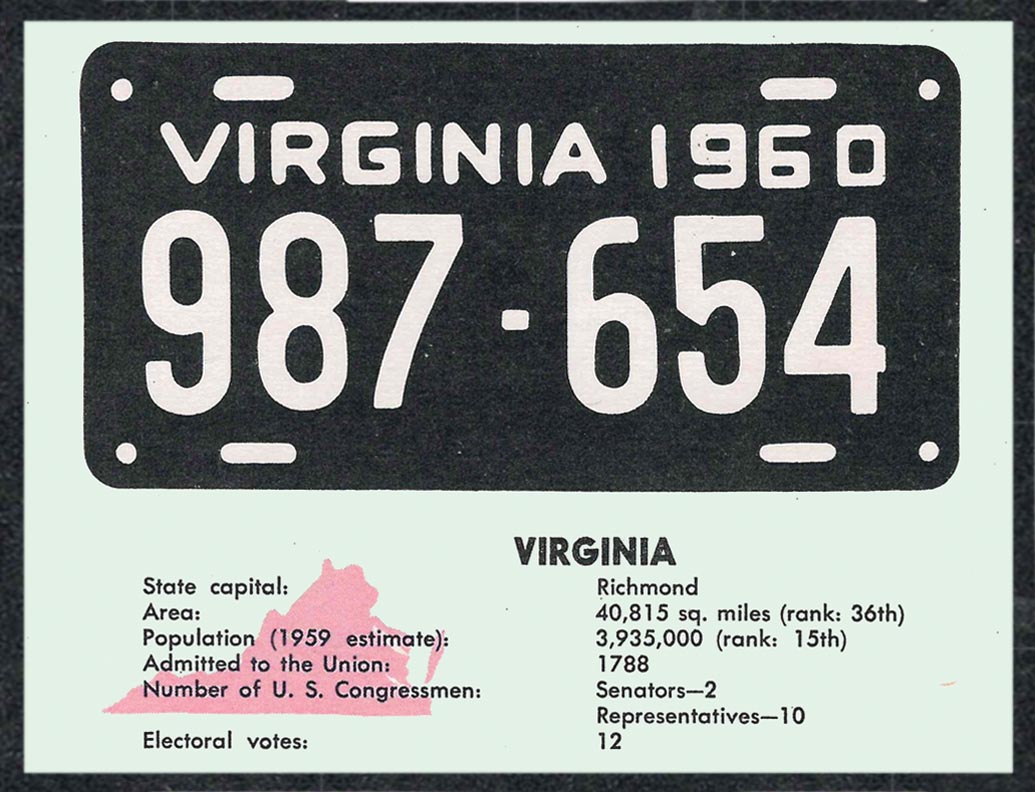 VIRGINIA 1960
987-654
VIRGINIA
State capital: Richmond
Area: 40,815 sq. miles (rank: 36th)
Population (1959 estimate): 3,935,000 (rank: 15th)
Admitted to the Union: 1788
Number of U. S. Congressmen: Senators—2
Representatives—10
Electoral votes: 12